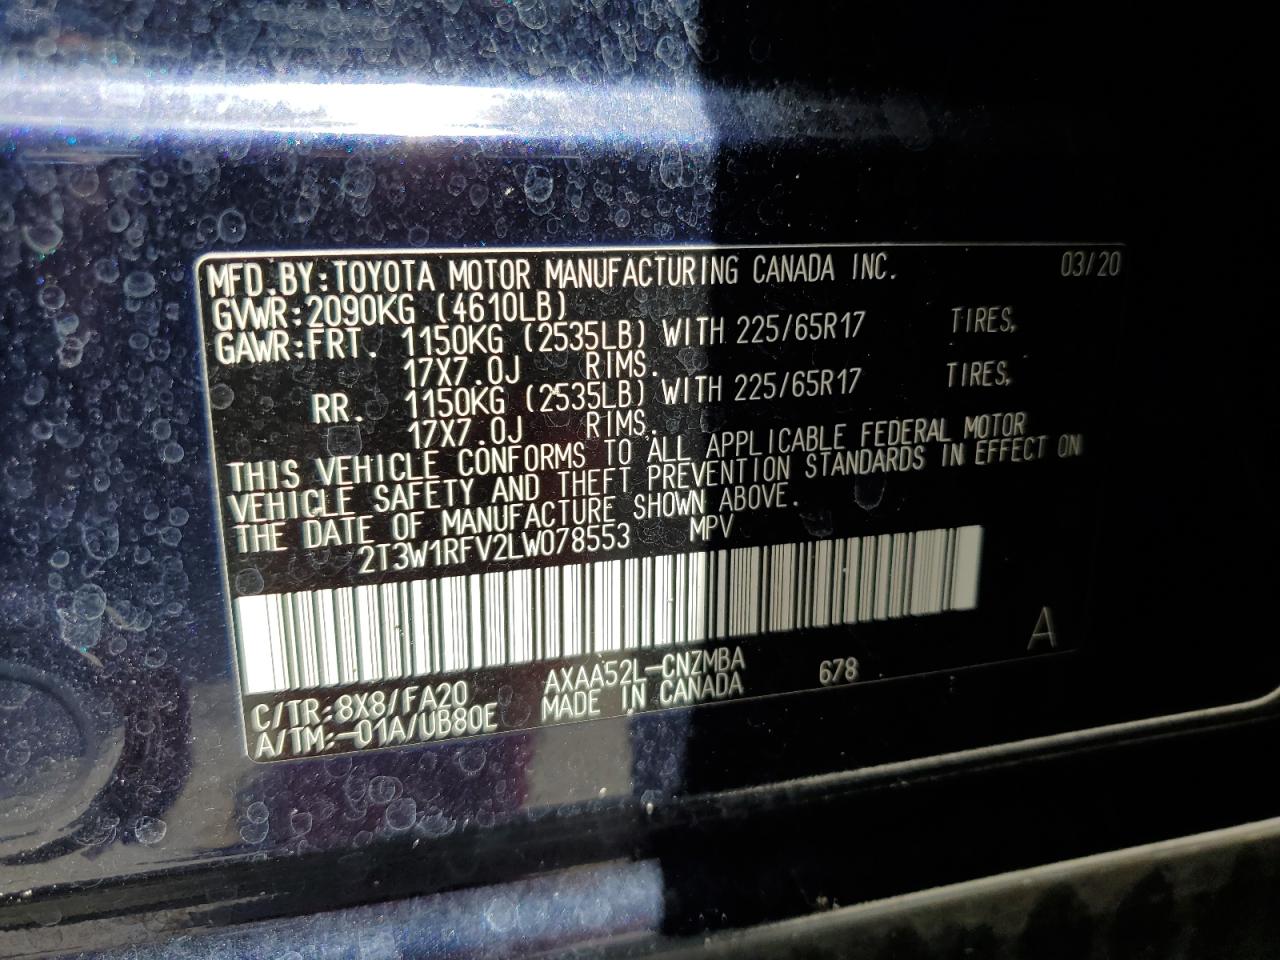 MFD.BY:TOYOTA MOTOR MANUFACTURING CANADA INC. 03/20
GVWR:2090KG (4610LB)
GAWR:FRT. 1150KG (2535LB) WITH 225/65R17 TIRES,
17X7.0J RIMS.
RR. 1150KG (2535LB) WITH 225/65R17 TIRES,
17X7.0J RIMS.
THIS VEHICLE CONFORMS TO ALL APPLICABLE FEDERAL MOTOR
VEHICLE SAFETY AND THEFT PREVENTION STANDARDS IN EFFECT ON
THE DATE OF MANUFACTURE SHOWN ABOVE.
2T3W1RFV2LW078553 MPV
A
C/TR:8X8/FA20 AXAA52L-CNZMBA 678
A/TM:-01A/UB80E MADE IN CANADA